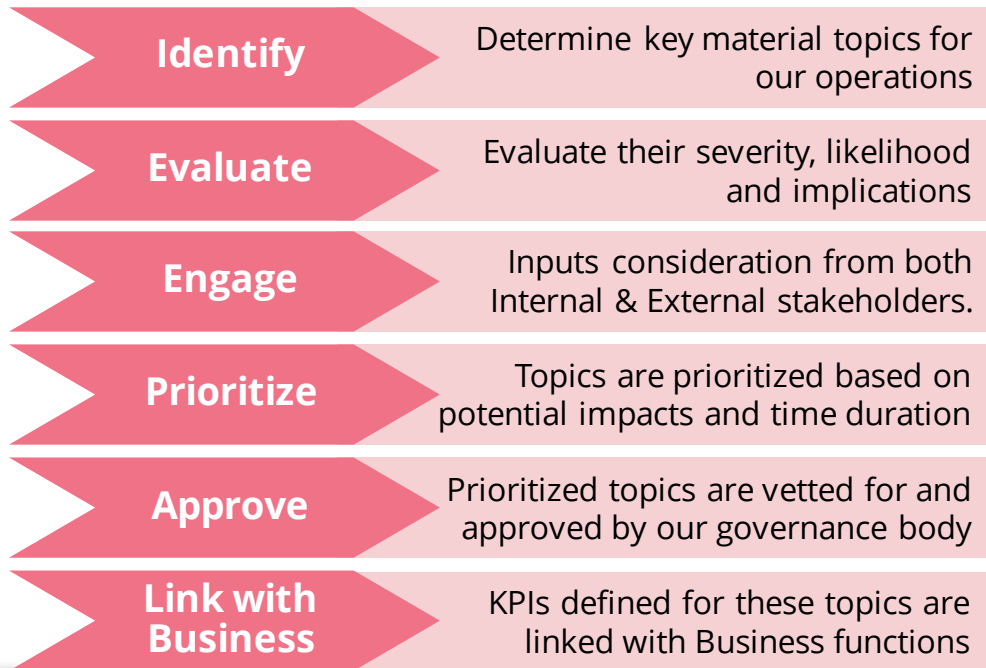 Identify
Determine key material topics for
our operations
Evaluate
Evaluate their severity, likelihood
and implications
Engage
Inputs consideration from both
Internal & External stakeholders.
Prioritize
Topics are prioritized based on
potential impacts and time duration
Approve
Prioritized topics are vetted for and
approved by our governance body
Link with
Business
KPIs defined for these topics are
linked with Business functions